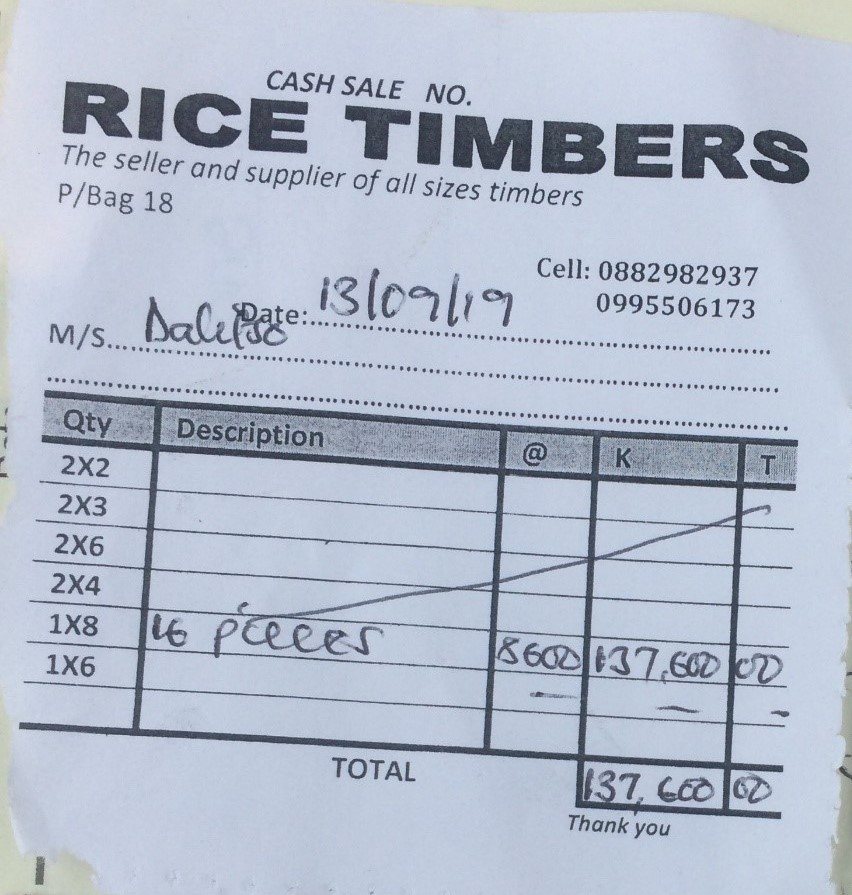 CASH SALE NO.
RICE TIMBERS
The seller and supplier of all sizes timbers
P/Bag 18
Cell: 0882982937
0995506173
Date: 13/09/19
M/S... Dalitso
Qty Description @ K T
2X2
2X3
2X6
2X4
1X8 16 pieces 8600 137,600 00
1X6 — — -
TOTAL 137,600 00
Thank you